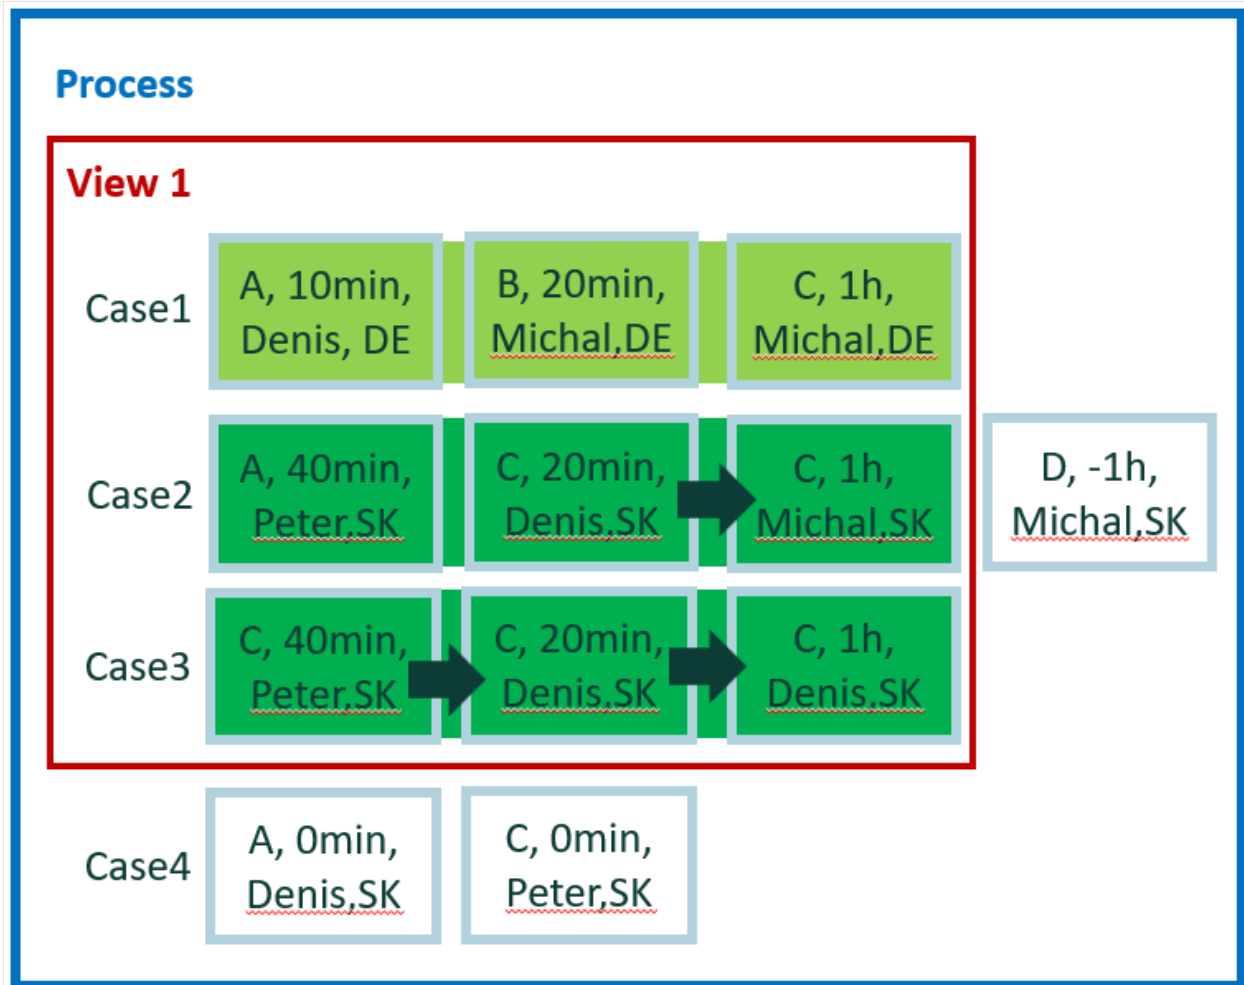 Process
View 1
Case1
A, 10min,
Denis, DE
B, 20min,
Michal,DE
C, 1h,
Michal,DE
Case2
A, 40min,
Peter,SK
C, 20min,
Denis,SK
C, 1h,
Michal,SK
D, -1h,
Michal,SK
Case3
C, 40min,
Peter,SK
C, 20min,
Denis,SK
C, 1h,
Denis,SK
Case4
A, 0min,
Denis,SK
C, 0min,
Peter,SK